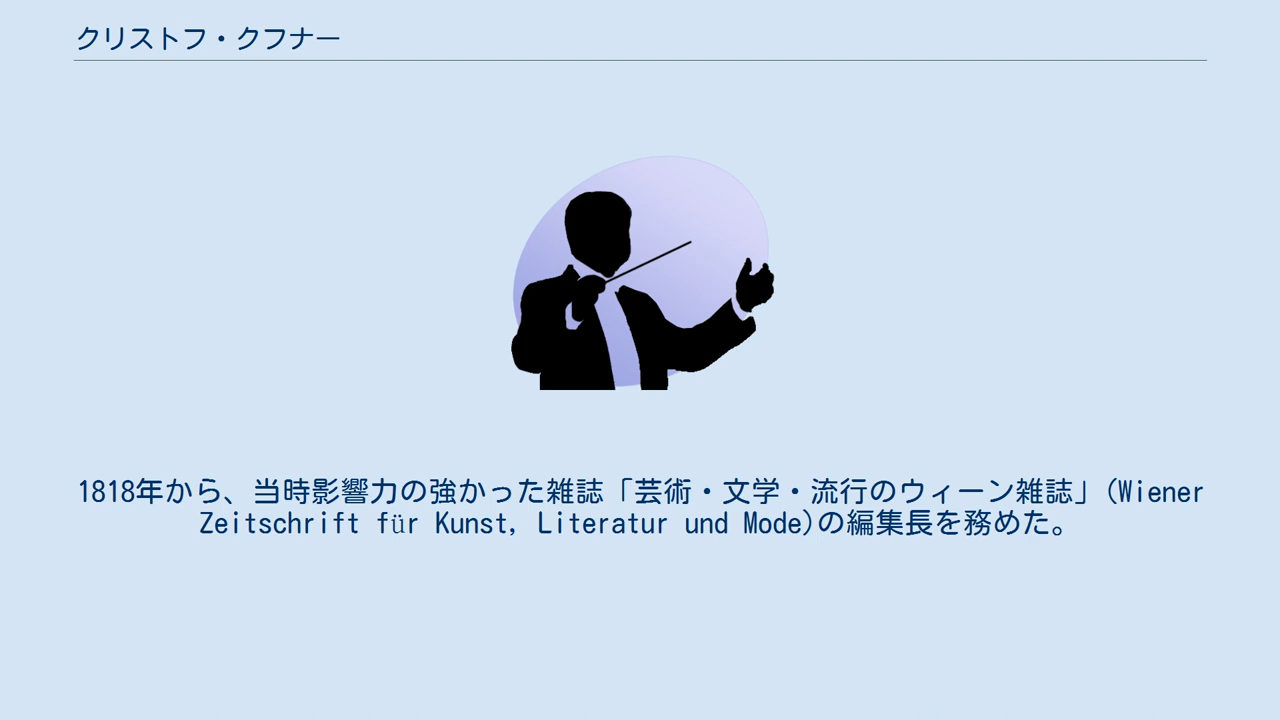 クリストフ・クフナー
1818年から、当時影響力の強かった雑誌「芸術・文学・流行のウィーン雑誌」(Wiener
Zeitschrift für Kunst, Literatur und Mode)の編集長を務めた。